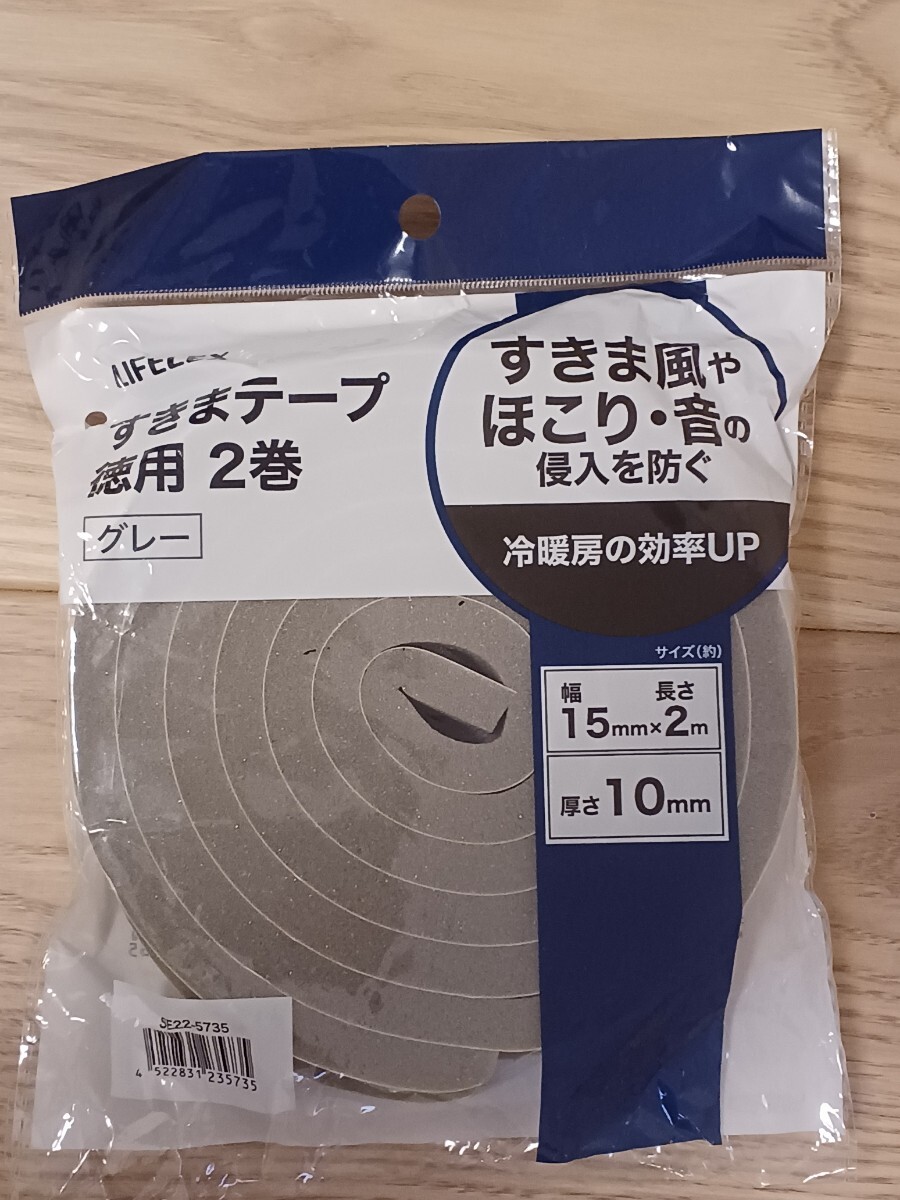 LIFELEX
すきまテープ
徳用 2巻
グレー
すきま風や
ほこり・音の
侵入を防ぐ
冷暖房の効率UP
サイズ(約)
幅 長さ
15mm×2m
厚さ10mm
SE22-5735
4 522831 235735